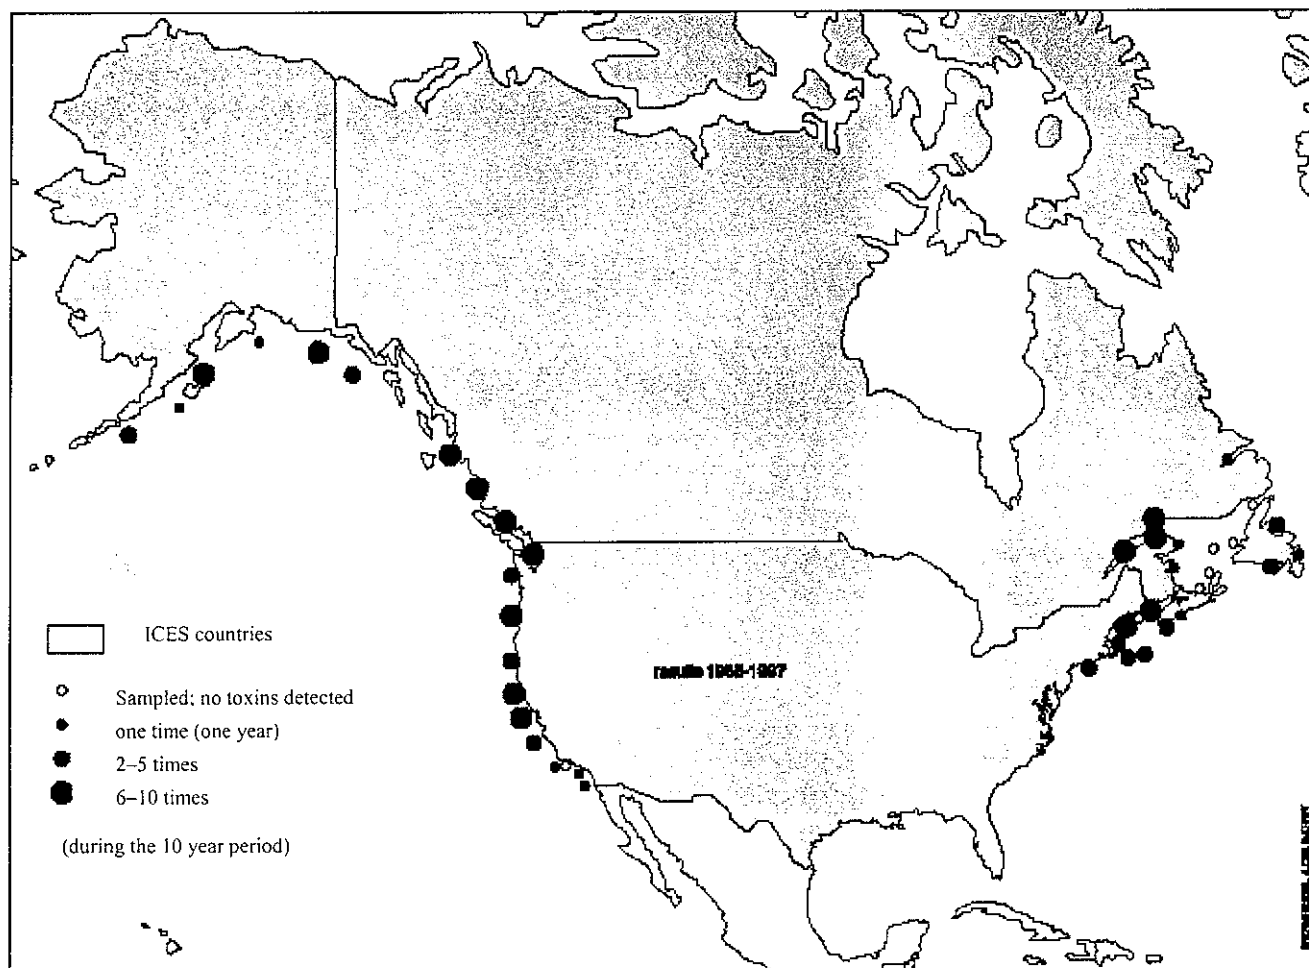 ICES countries
Sampled; no toxins detected
one time (one year)
2–5 times
6–10 times
(during the 10 year period)